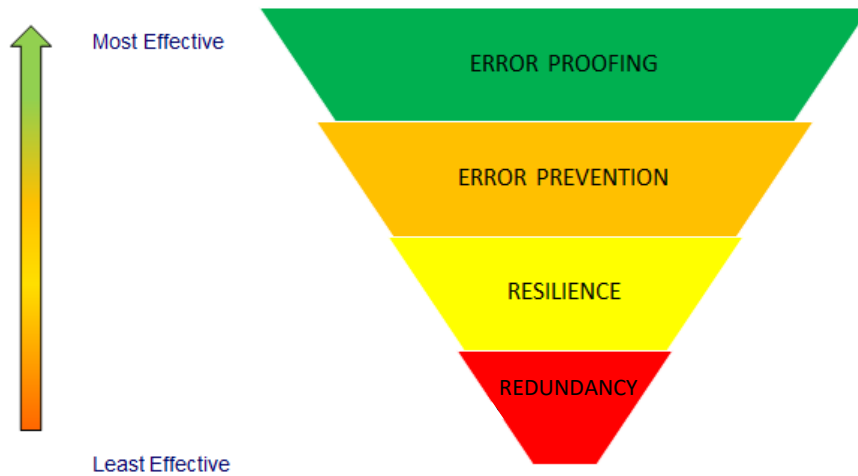 Most Effective
ERROR PROOFING
ERROR PREVENTION
RESILIENCE
REDUNDANCY
Least Effective